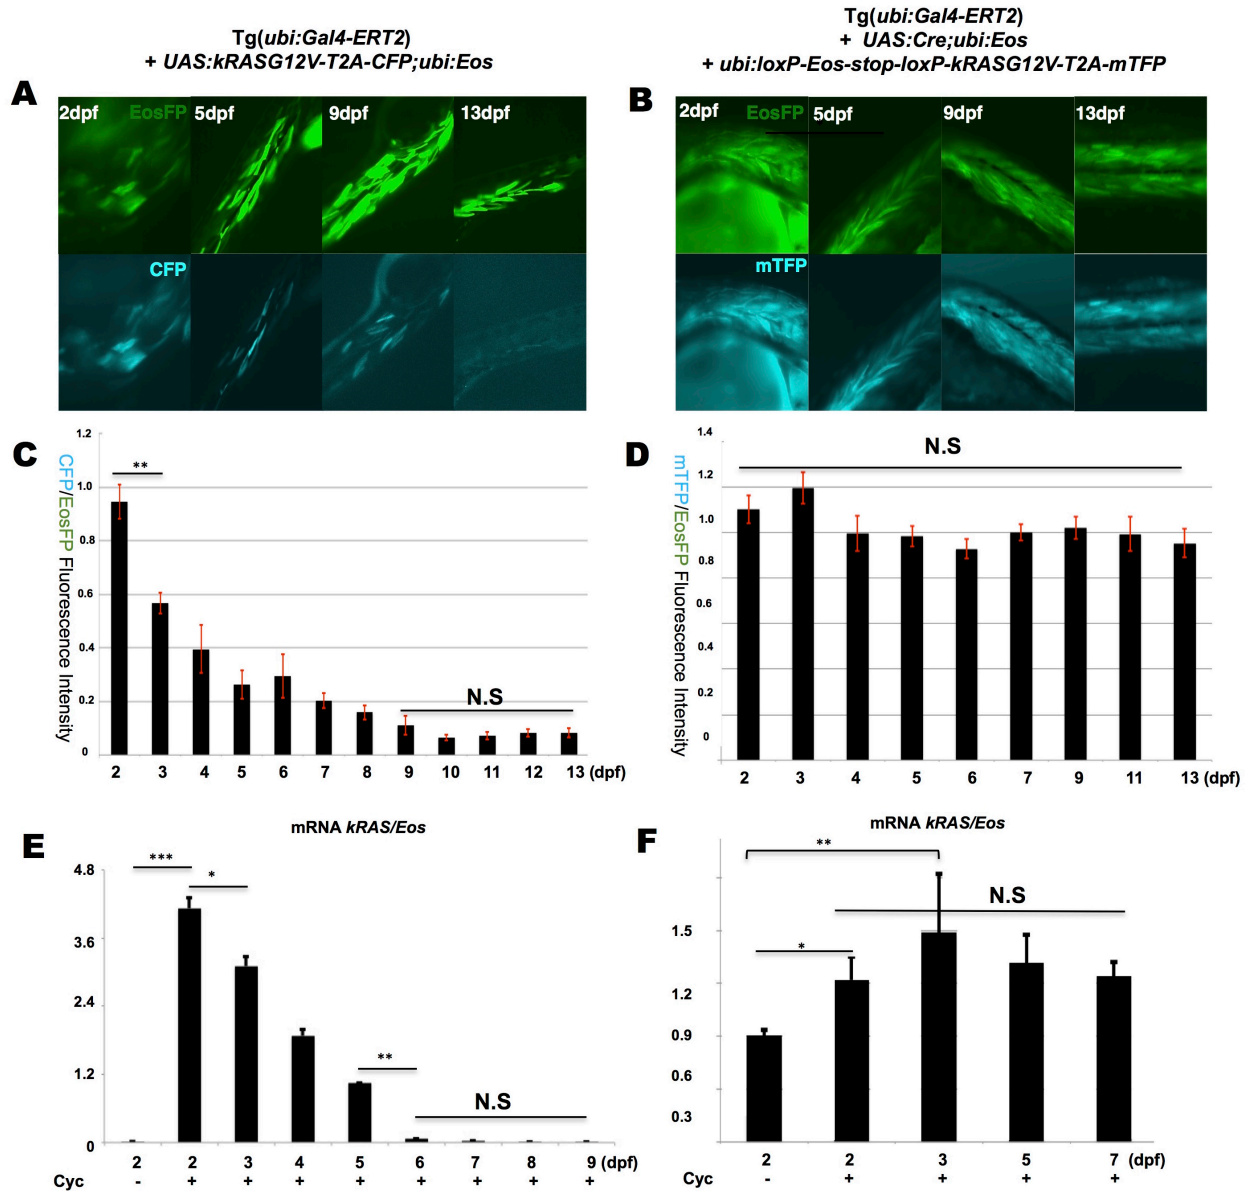 Tg(ubi:Gal4-ERT2)
+ UAS:kRASG12V-T2A-CFP;ubi:Eos
Tg(ubi:Gal4-ERT2)
+ UAS:Cre;ubi:Eos
+ ubi:loxP-Eos-stop-loxP-kRASG12V-T2A-mTFP
A
2dpf EosFP 5dpf 9dpf 13dpf
CFP
B
2dpf EosFP 5dpf 9dpf 13dpf
mTFP
C
CFP/EosFP Fluorescence Intensity
1.2
1.0
0.8
0.6
0.4
0.2
0
**
N.S
2 3 4 5 6 7 8 9 10 11 12 13 (dpf)
D
mTFP/EosFP Fluorescence Intensity
1.4
1.2
1.0
0.8
0.6
0.4
0.2
0
N.S
2 3 4 5 6 7 9 11 13 (dpf)
E
mRNA kRAS/Eos
4.8
3.6
2.4
1.2
0
***
*
**
N.S
2 2 3 4 5 6 7 8 9 (dpf)
Cyc - + + + + + + + +
F
mRNA kRAS/Eos
1.5
1.2
0.9
0.6
0.3
**
*
N.S
2 2 3 5 7 (dpf)
Cyc - + + + +